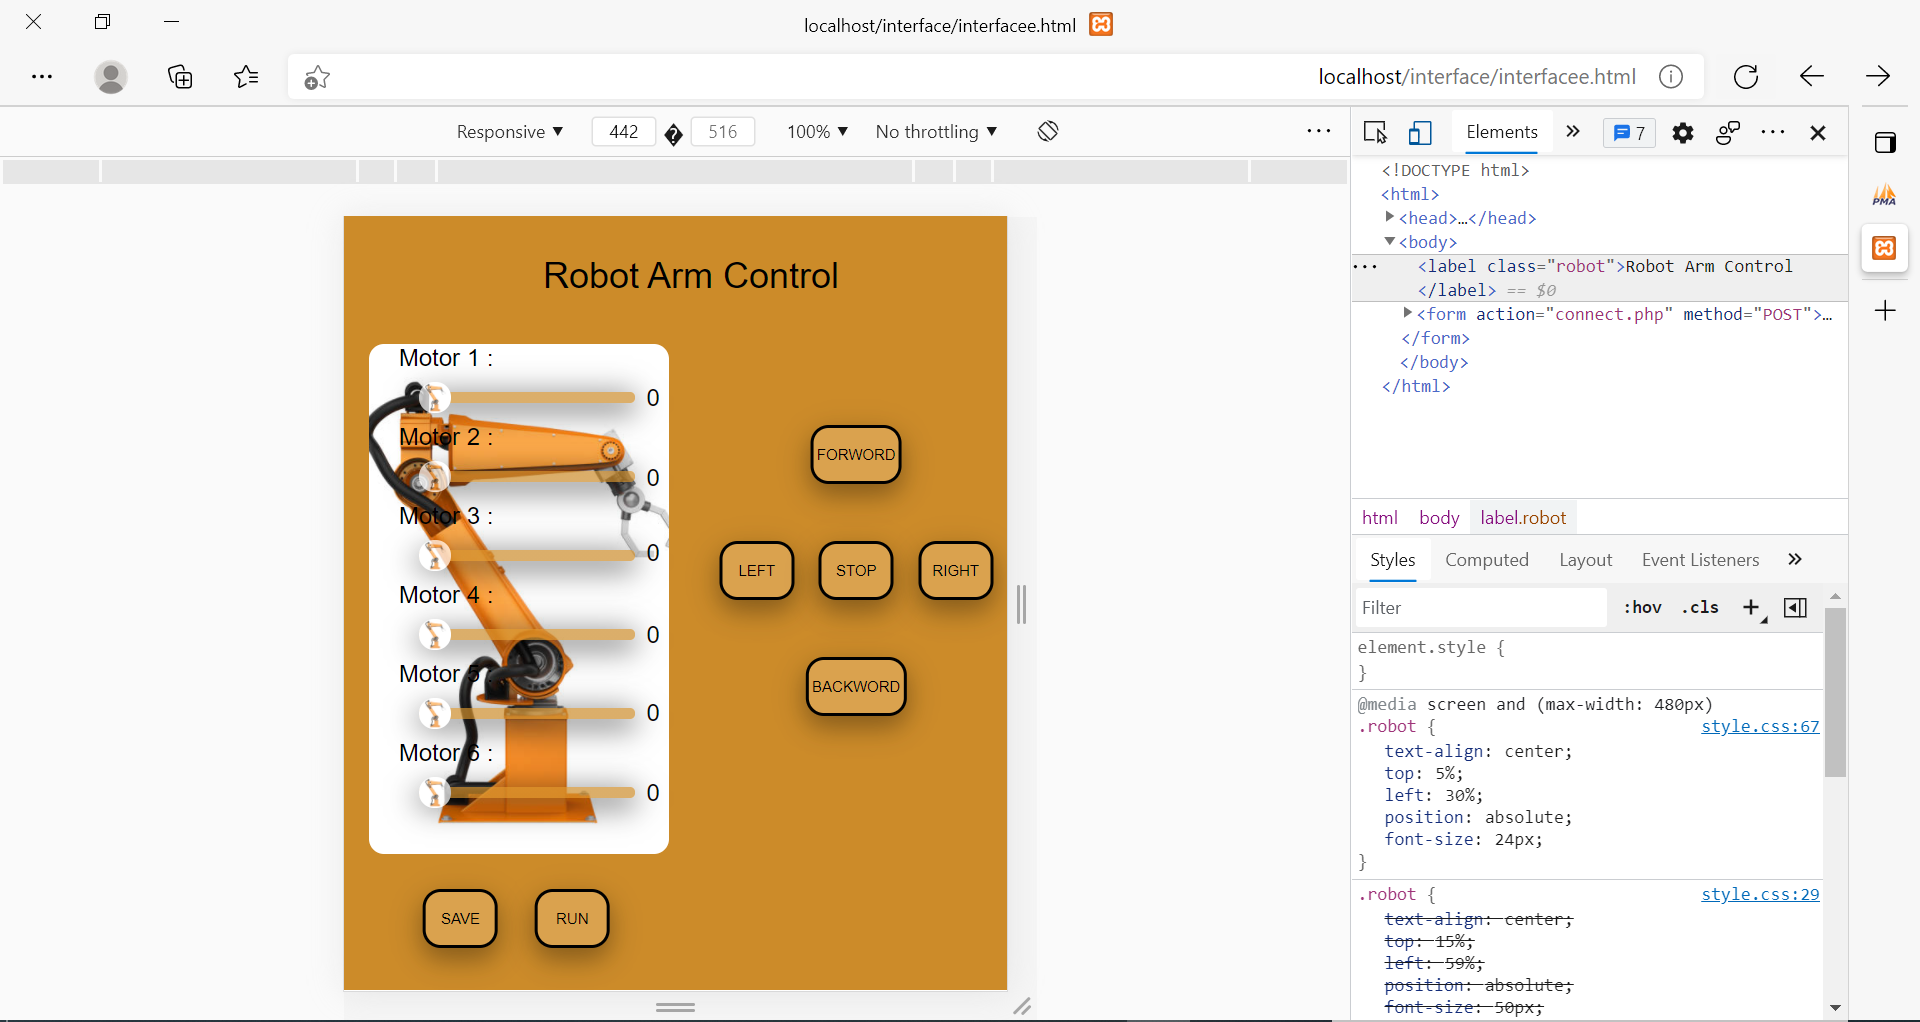 localhost/interface/interfacee.html
localhost/interface/interfacee.html
Responsive ▼ 442 � 516 100% ▼ No throttling ▼
Elements » 7
PMA
<!DOCTYPE html>
<html>
<head>…</head>
<body>
<label class="robot">Robot Arm Control
</label> == $0
<form action="connect.php" method="POST">…
</form>
</body>
</html>
Robot Arm Control
Motor 1 :
0
Motor 2 :
0
Motor 3 :
0
Motor 4 :
0
Motor 5 :
0
Motor 6 :
0
FORWORD
LEFT STOP RIGHT
BACKWORD
SAVE RUN
html body label.robot
Styles Computed Layout Event Listeners »
Filter :hov .cls +
element.style {
}
@media screen and (max-width: 480px)
.robot { style.css:67
text-align: center;
top: 5%;
left: 30%;
position: absolute;
font-size: 24px;
}
.robot { style.css:29
text-align: center;
top: 15%;
left: 59%;
position: absolute;
font-size: 50px;